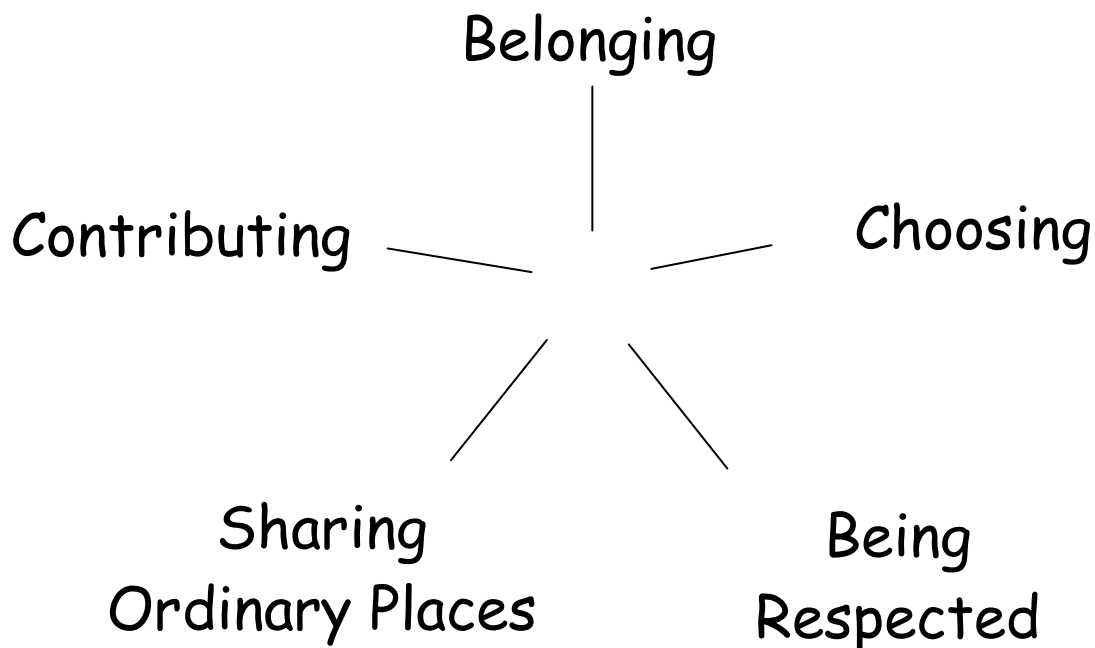 Belonging
Contributing
Choosing
Sharing
Ordinary Places
Being
Respected